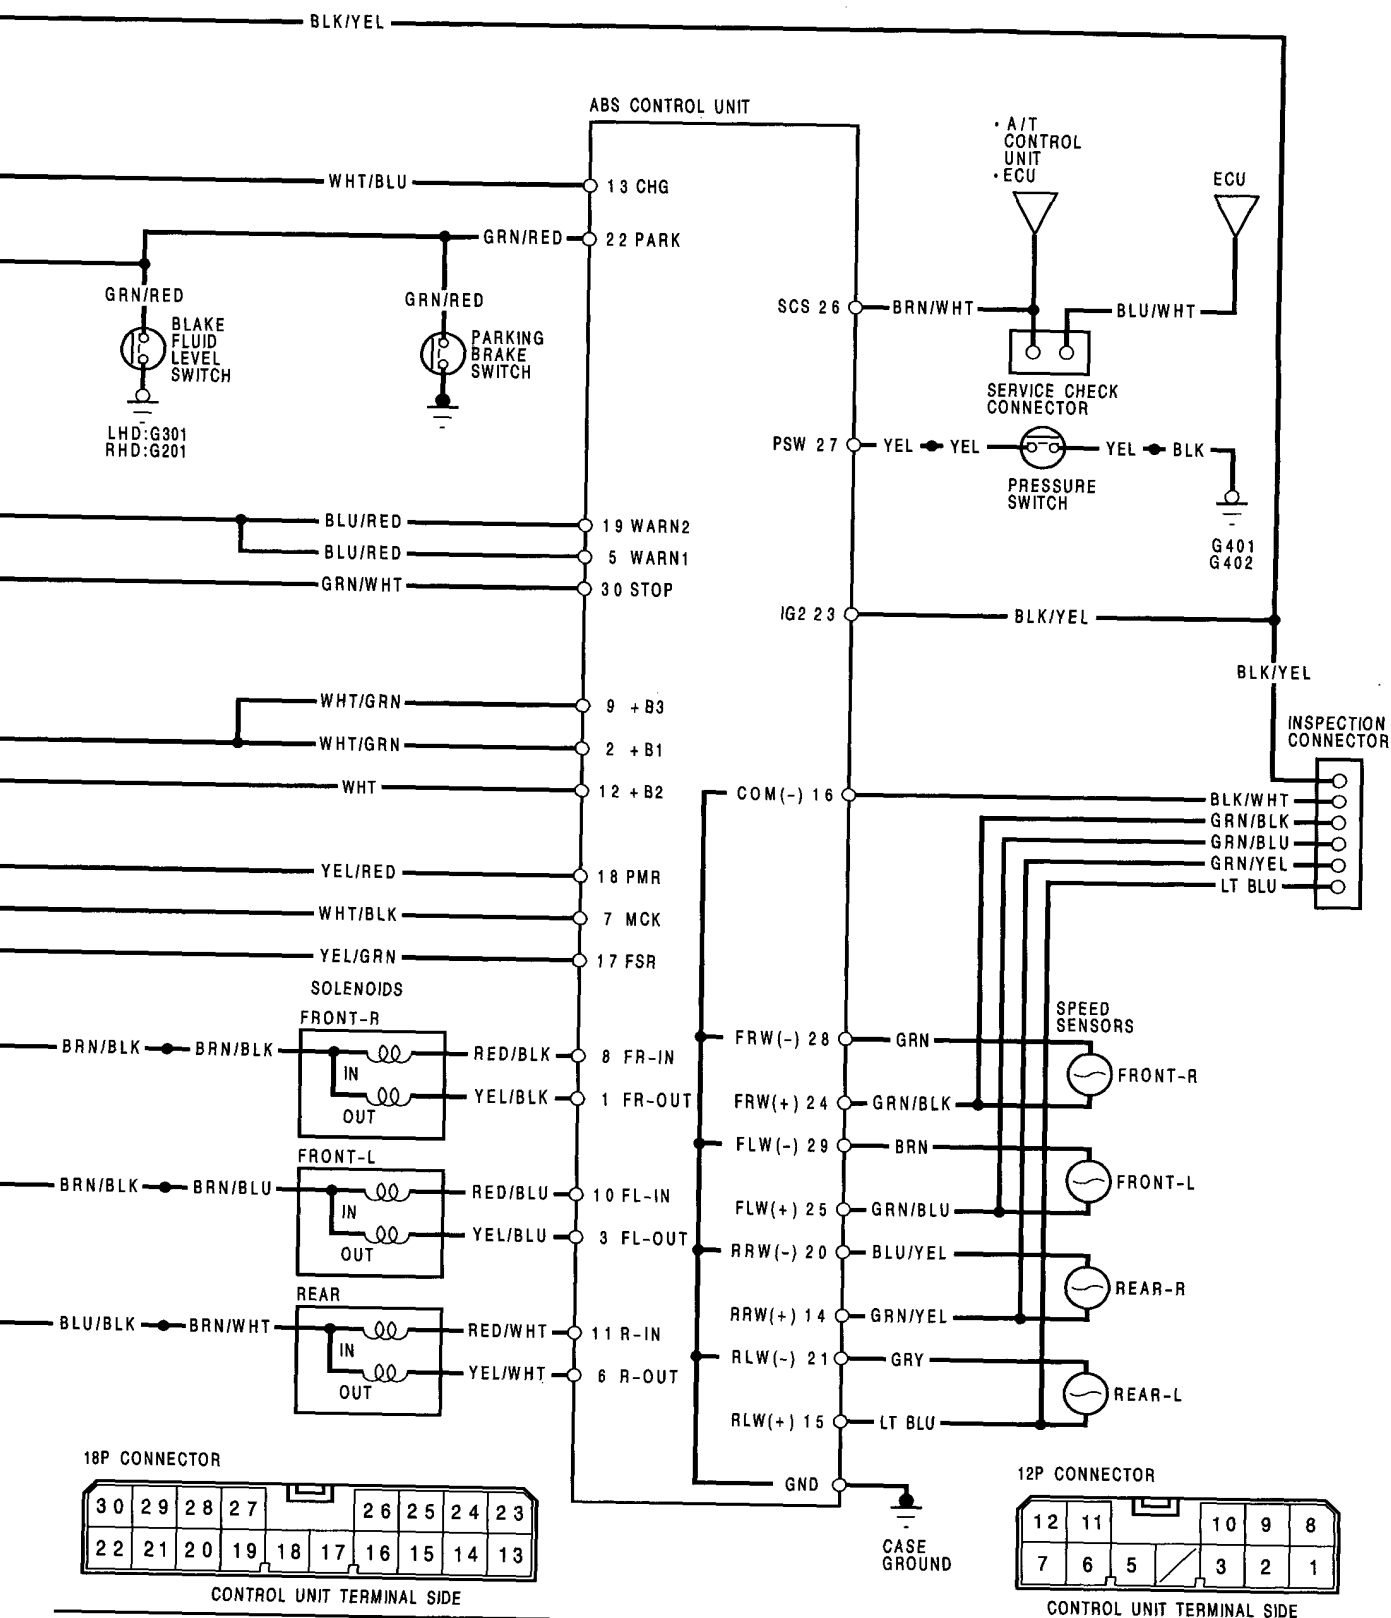 BLK/YEL
ABS CONTROL UNIT
• A/T
CONTROL
UNIT
• ECU
ECU
WHT/BLU
13 CHG
GRN/RED
22 PARK
GRN/RED
GRN/RED
BLAKE
FLUID
LEVEL
SWITCH
PARKING
BRAKE
SWITCH
LHD:G301
RHD:G201
SCS 26
BRN/WHT
BLU/WHT
SERVICE CHECK
CONNECTOR
PSW 27
YEL
YEL
YEL
BLK
PRESSURE
SWITCH
G401
G402
BLU/RED
19 WARN2
BLU/RED
5 WARN1
GRN/WHT
30 STOP
IG2 23
BLK/YEL
BLK/YEL
INSPECTION
CONNECTOR
WHT/GRN
9 +B3
WHT/GRN
2 +B1
WHT
12 +B2
COM(-) 16
BLK/WHT
GRN/BLK
GRN/BLU
GRN/YEL
LT BLU
YEL/RED
18 PMR
WHT/BLK
7 MCK
YEL/GRN
17 FSR
SOLENOIDS
FRONT-R
BRN/BLK
BRN/BLK
IN
OUT
RED/BLK
8 FR-IN
YEL/BLK
1 FR-OUT
FRONT-L
BRN/BLK
BRN/BLU
IN
OUT
RED/BLU
10 FL-IN
YEL/BLU
3 FL-OUT
REAR
BLU/BLK
BRN/WHT
IN
OUT
RED/WHT
11 R-IN
YEL/WHT
6 R-OUT
SPEED
SENSORS
FRW(-) 28
GRN
FRONT-R
FRW(+) 24
GRN/BLK
FLW(-) 29
BRN
FRONT-L
FLW(+) 25
GRN/BLU
RRW(-) 20
BLU/YEL
REAR-R
RRW(+) 14
GRN/YEL
RLW(-) 21
GRY
REAR-L
RLW(+) 15
LT BLU
GND
CASE
GROUND
18P CONNECTOR
30 29 28 27 26 25 24 23
22 21 20 19 18 17 16 15 14 13
CONTROL UNIT TERMINAL SIDE
12P CONNECTOR
12 11 10 9 8
7 6 5 3 2 1
CONTROL UNIT TERMINAL SIDE